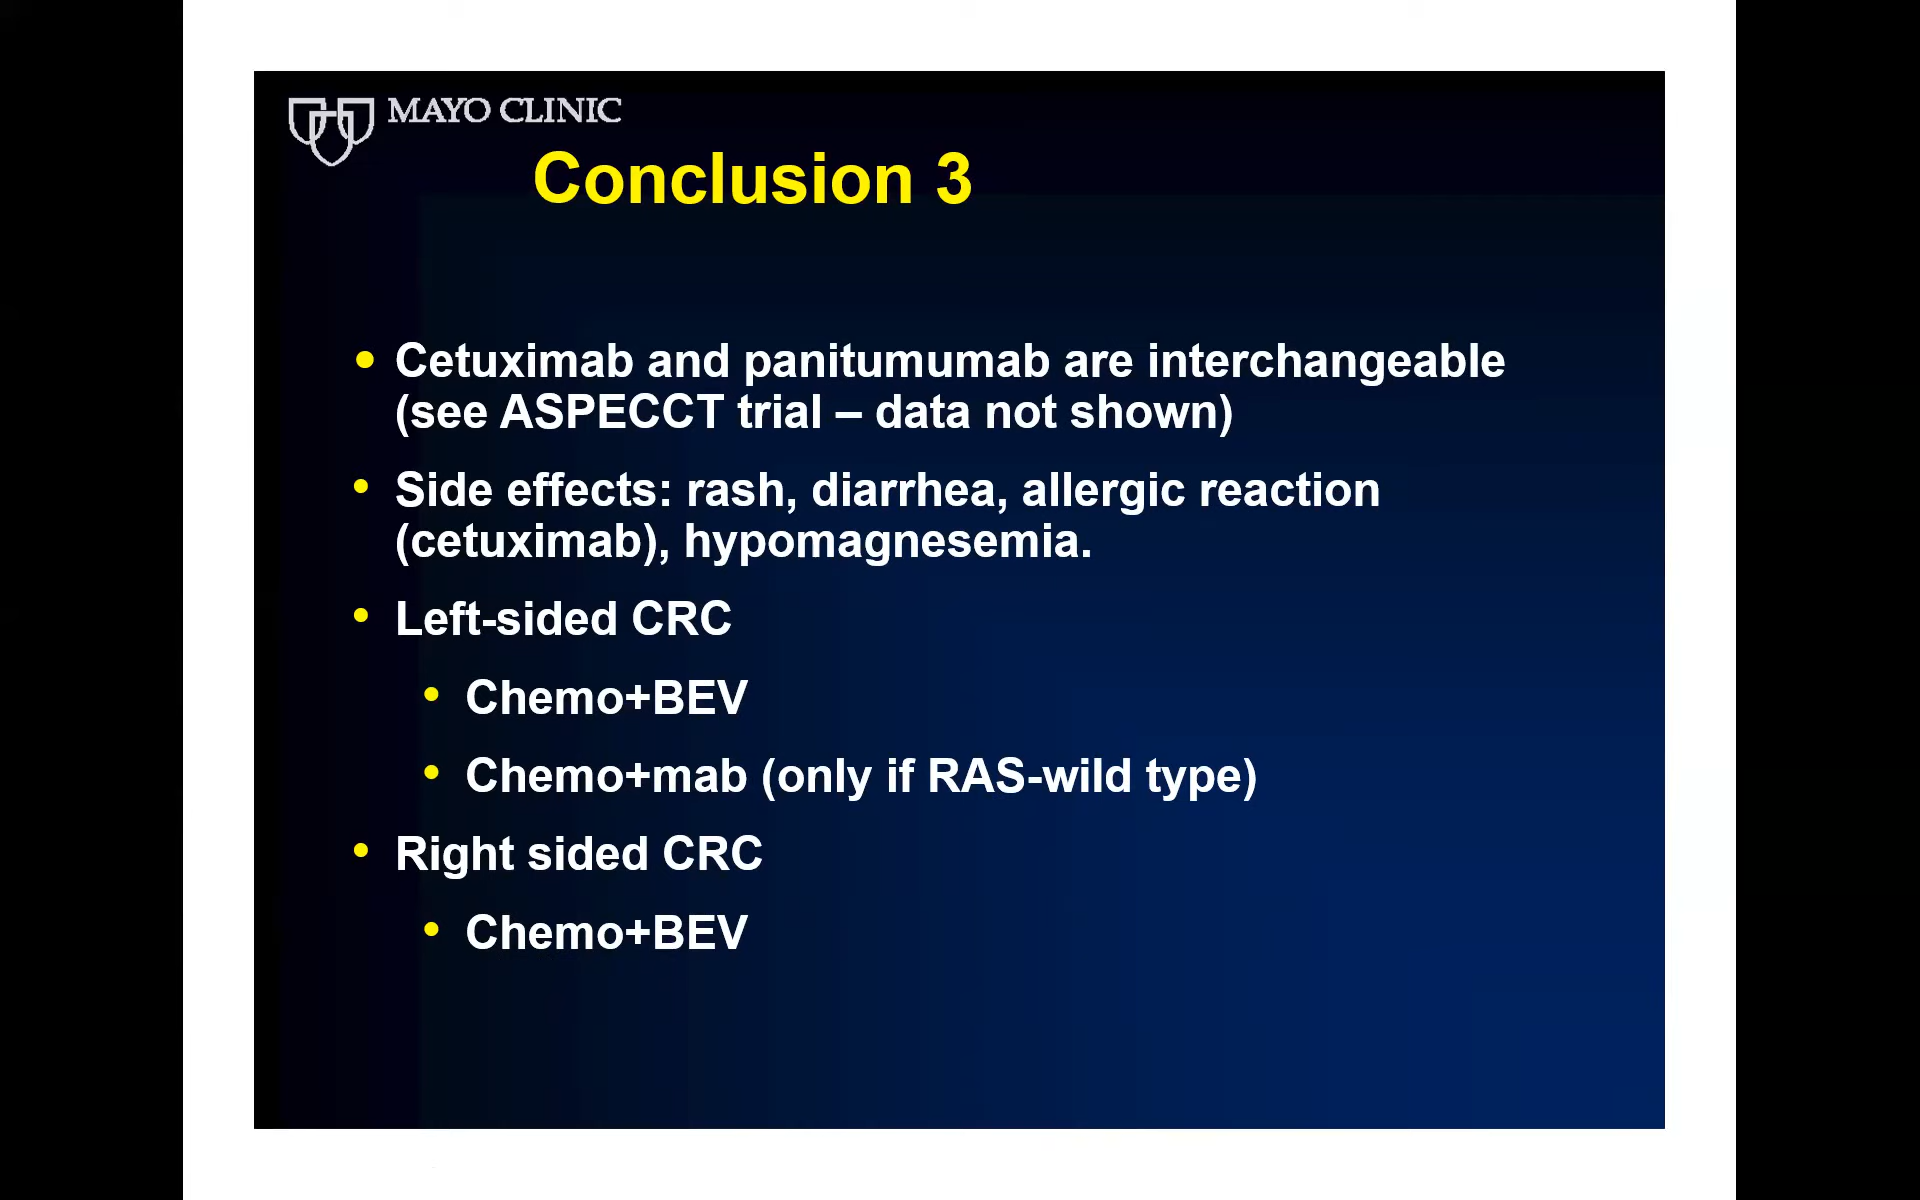 MAYO CLINIC
Conclusion 3
• Cetuximab and panitumumab are interchangeable
(see ASPECCT trial – data not shown)
• Side effects: rash, diarrhea, allergic reaction
(cetuximab), hypomagnesemia.
• Left-sided CRC
• Chemo+BEV
• Chemo+mab (only if RAS-wild type)
• Right sided CRC
• Chemo+BEV